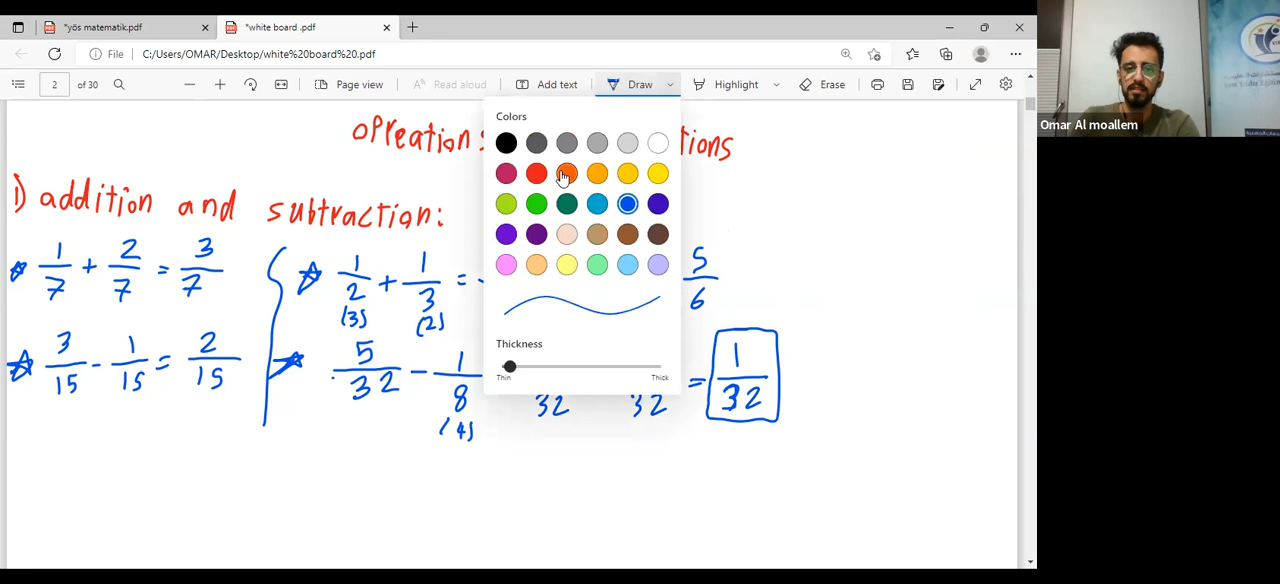 *yös matematik.pdf
*white board .pdf
File C:/Users/OMAR/Desktop/white%20board%20.pdf
2 of 30 Page view Read aloud Add text Draw Highlight Erase
Omar Al moallem
Colors
Thickness
Thin Thick
opreation
tions
1) addition and subtraction:
1/7 + 2/7 = 3/7
3/15 - 1/15 = 2/15
1/2 + 1/3 =
(3) (2)
5/6
5/32 - 1/8
(4)
32 32
= 1/32